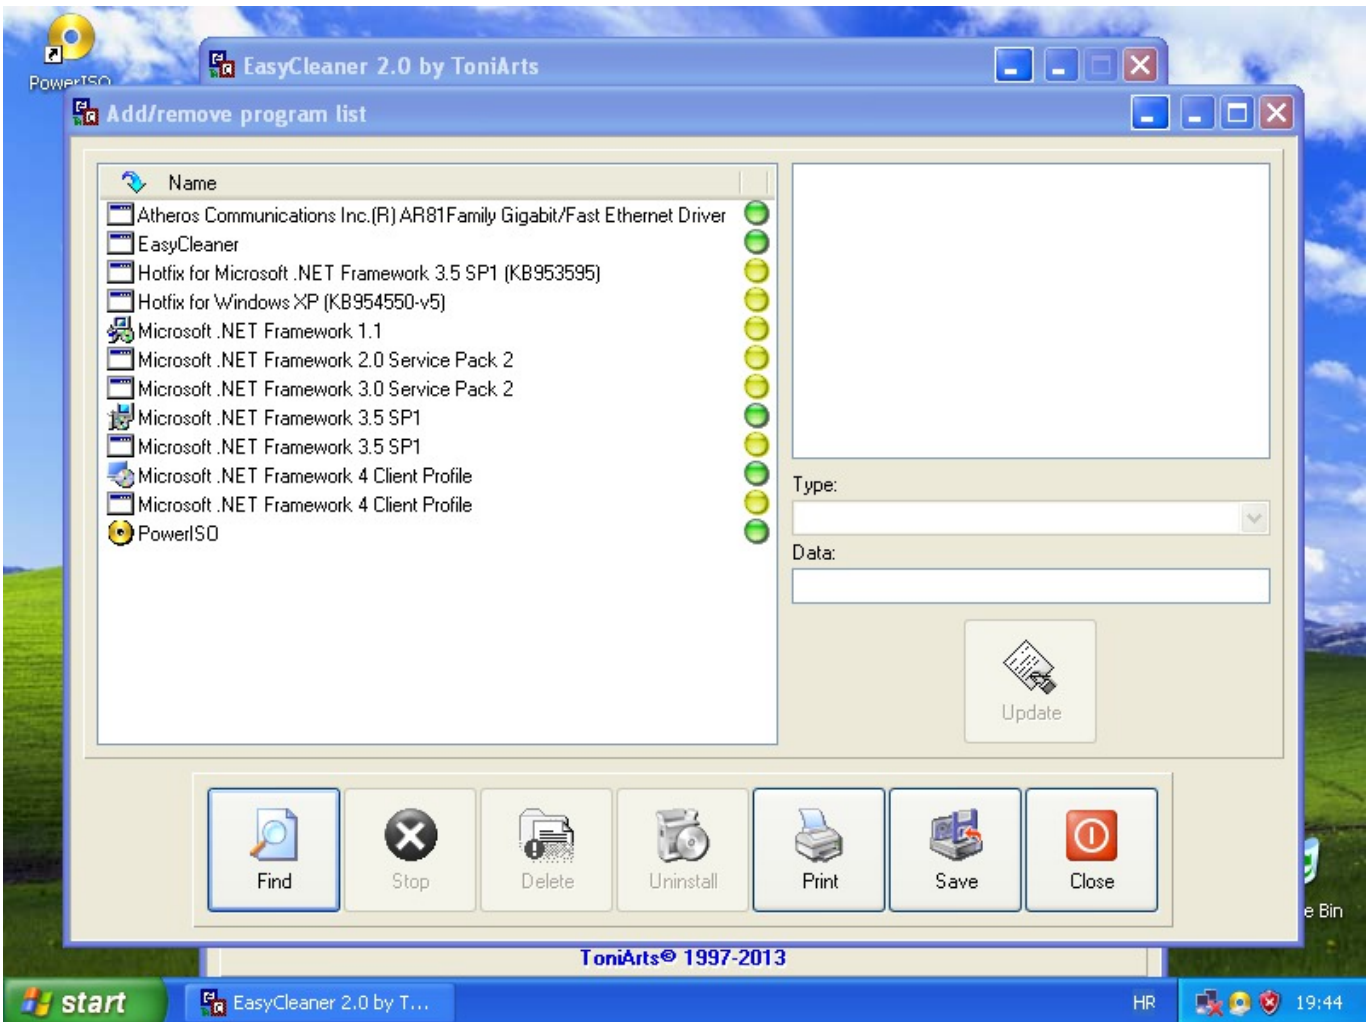 PowerISO
EasyCleaner 2.0 by ToniArts
Add/remove program list
Name
Atheros Communications Inc.(R) AR81Family Gigabit/Fast Ethernet Driver
EasyCleaner
Hotfix for Microsoft .NET Framework 3.5 SP1 (KB953595)
Hotfix for Windows XP (KB954550-v5)
Microsoft .NET Framework 1.1
Microsoft .NET Framework 2.0 Service Pack 2
Microsoft .NET Framework 3.0 Service Pack 2
Microsoft .NET Framework 3.5 SP1
Microsoft .NET Framework 3.5 SP1
Microsoft .NET Framework 4 Client Profile
Microsoft .NET Framework 4 Client Profile
PowerISO
Type:
Data:
Update
Find
Stop
Delete
Uninstall
Print
Save
Close
e Bin
ToniArts© 1997-2013
start
EasyCleaner 2.0 by T...
HR
19:44